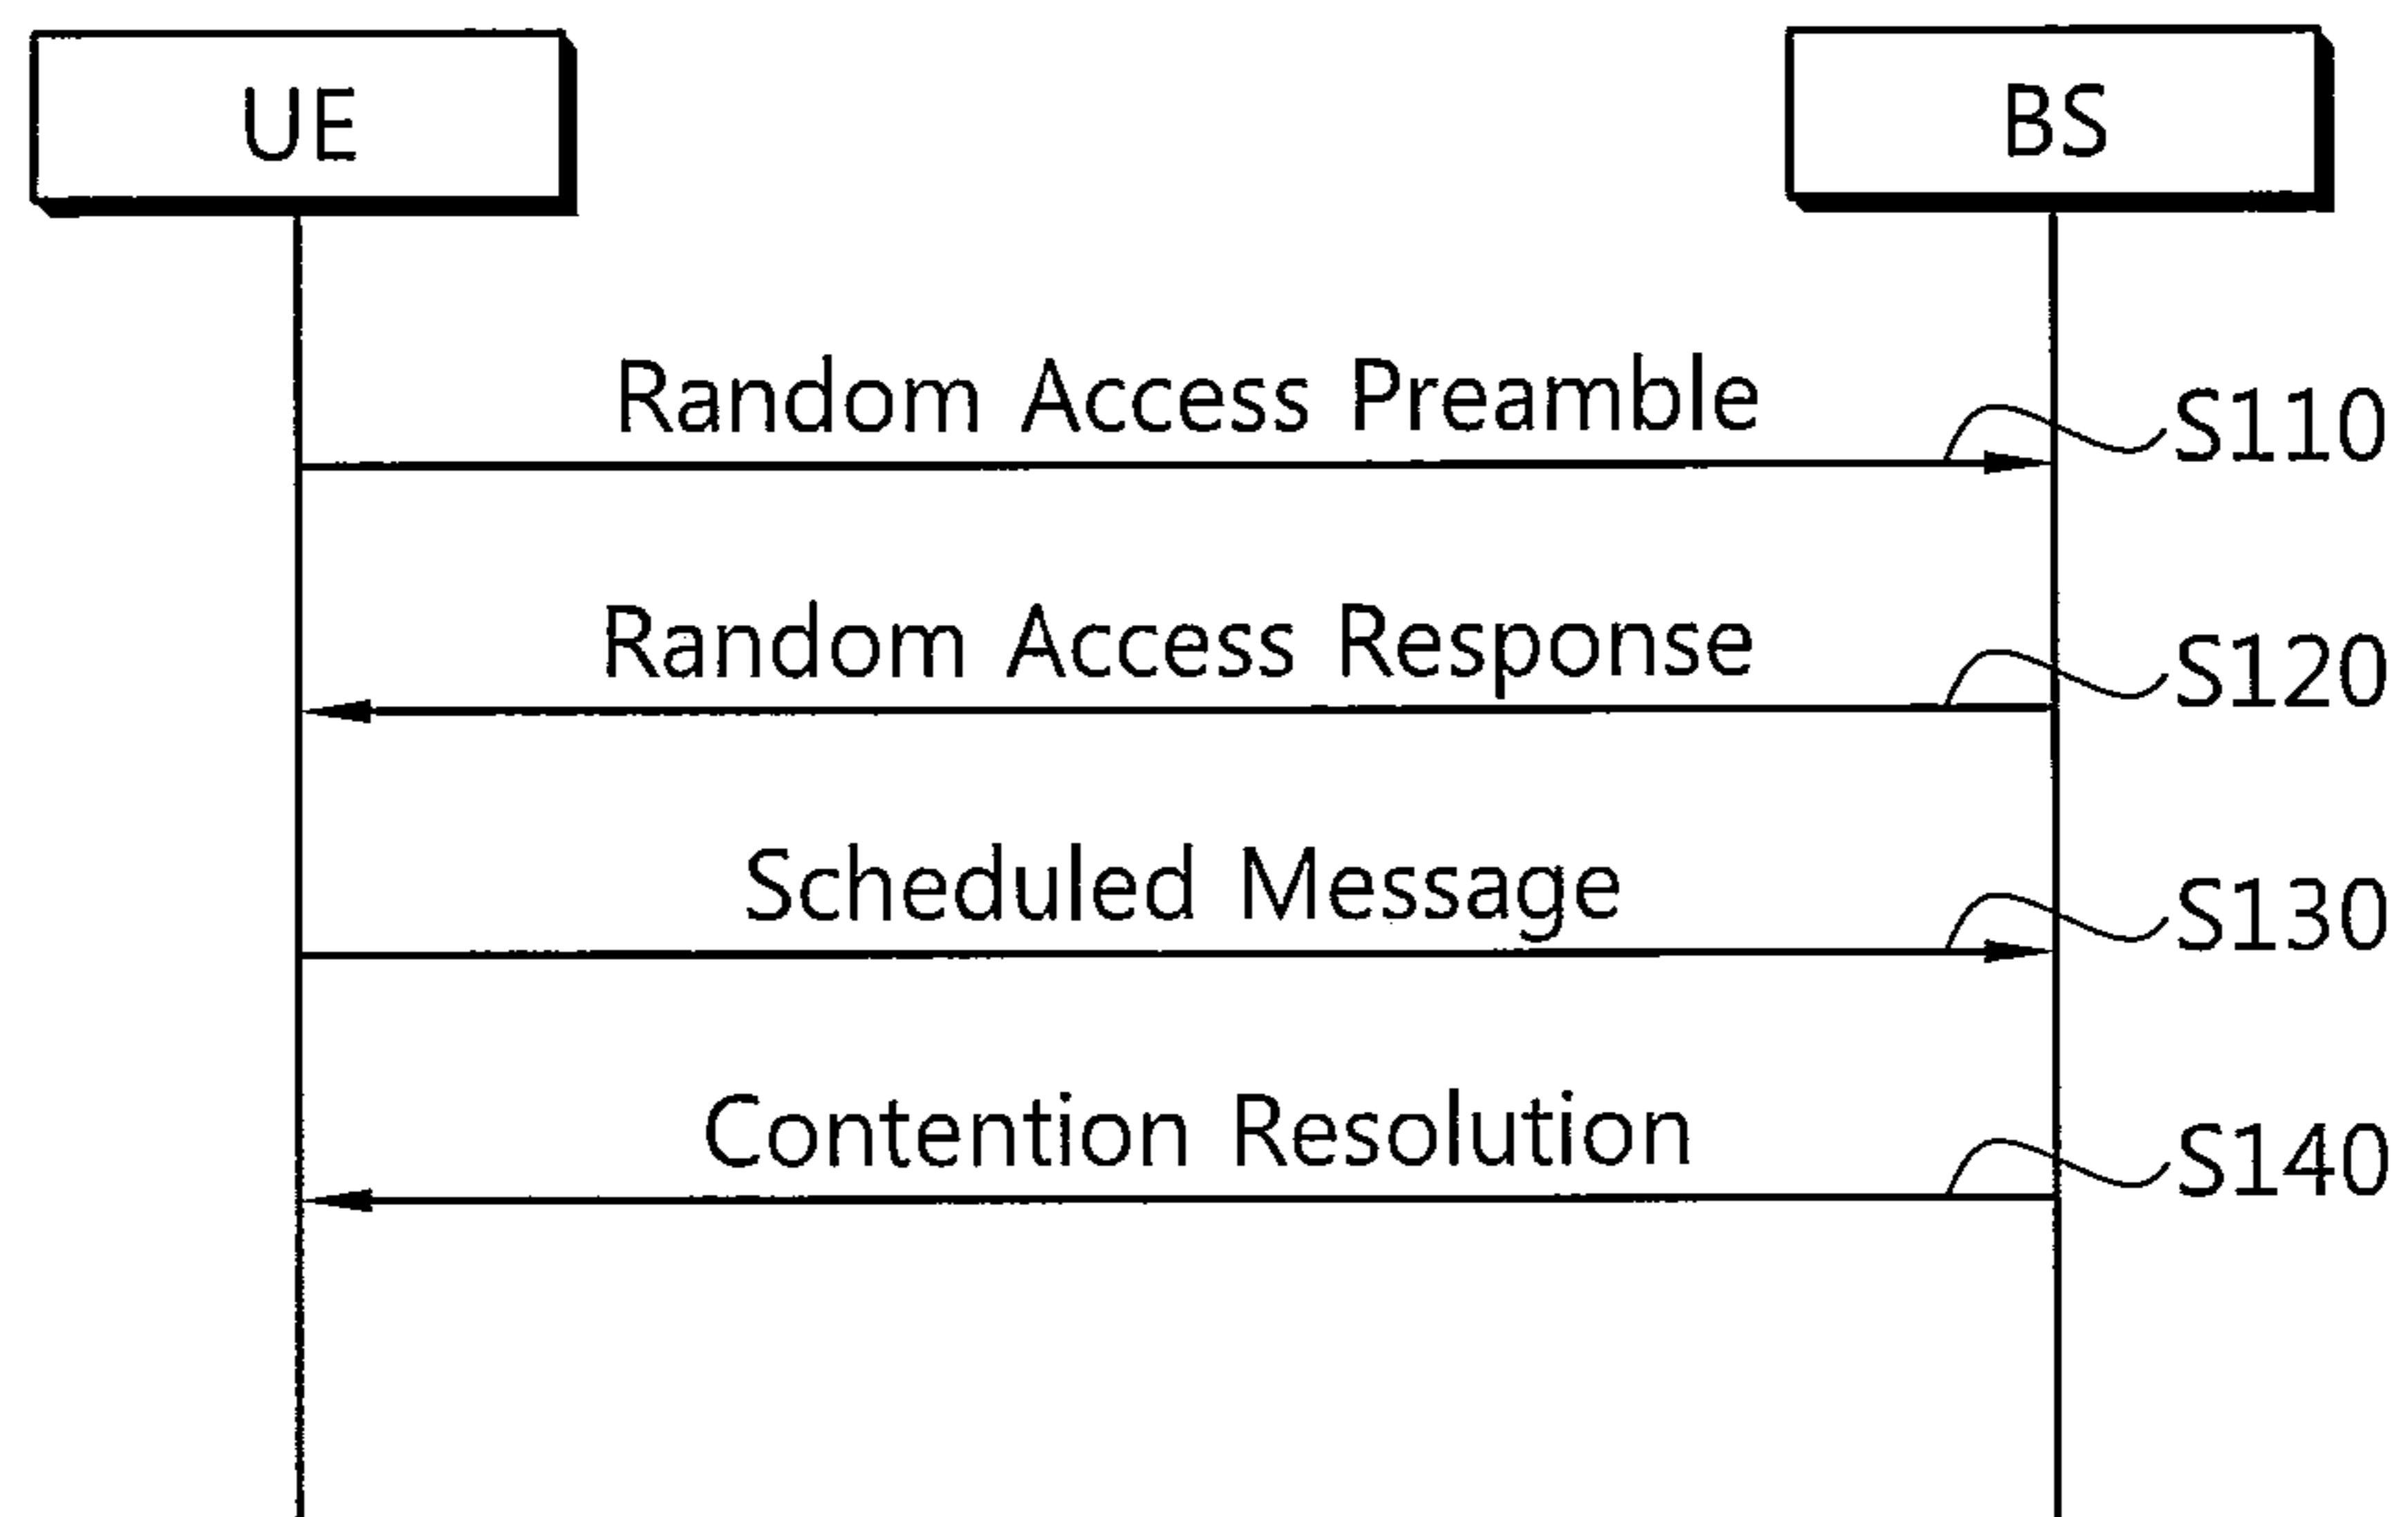 UE
BS
Random Access Preamble
S110
Random Access Response
S120
Scheduled Message
S130
Contention Resolution
S140